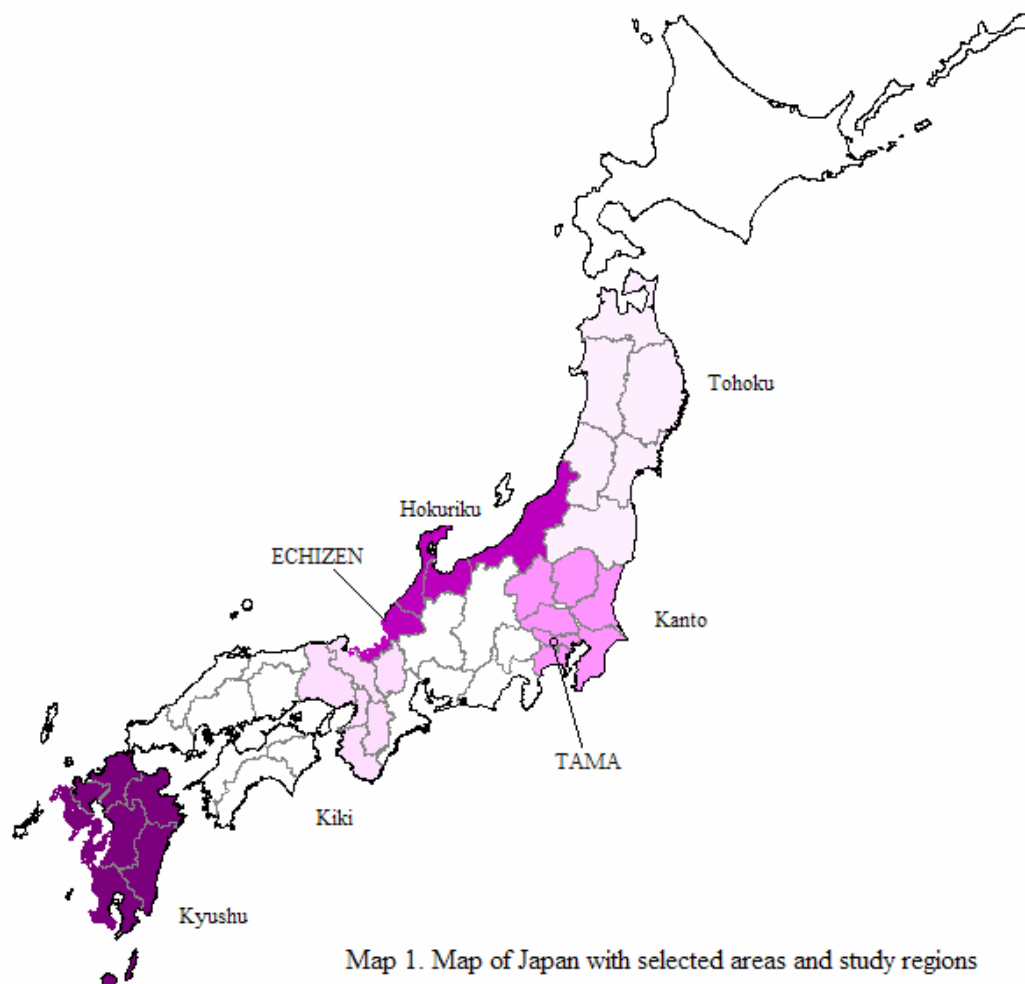 Tohoku
Hokuriku
ECHIZEN
Kanto
TAMA
Kiki
Kyushu
Map 1. Map of Japan with selected areas and study regions